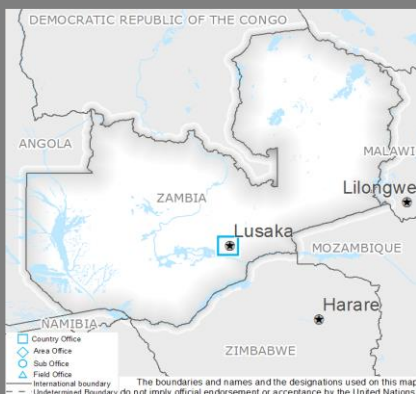 DEMOCRATIC REPUBLIC OF THE CONGO
ANGOLA
MALAWI
ZAMBIA
Lilongwe
Lusaka
MOZAMBIQUE
Harare
NAMIBIA
ZIMBABWE
Country Office
Area Office
Sub Office
Field Office
International boundary
Undetermined Boundary
The boundaries and names and the designations used on this map
do not imply official endorsement or acceptance by the United Nations